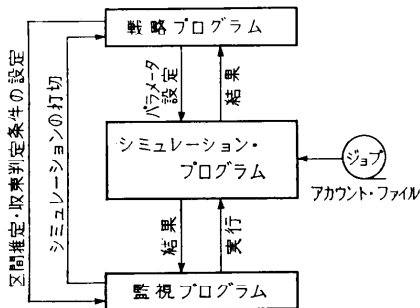 戦略プログラム
区間推定・収束判定条件の設定
シミュレーションの打切
パラメータ
設定
結果
シミュレーション・
プログラム
ジョブ
アカウント・ファイル
結果
実行
監視プログラム